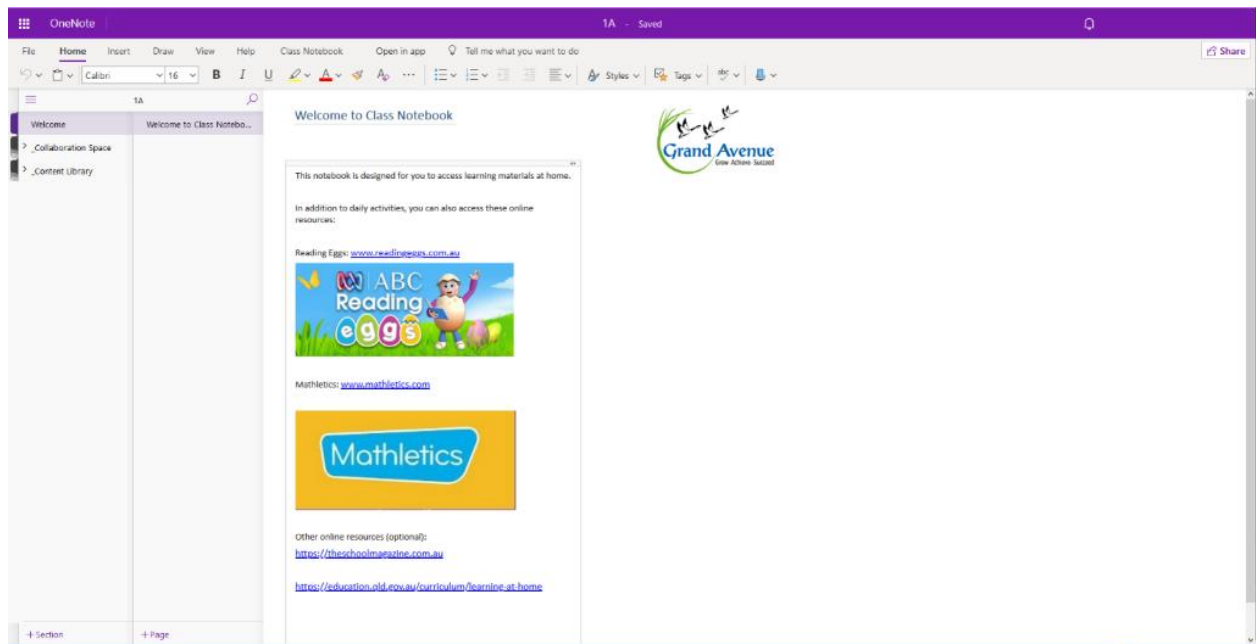 OneNote
1A - Saved
File Home Insert Draw View Help Class Notebook Open in app Tell me what you want to do
Share
Calibri 16 B I U A A Styles Tags abc
1A
Welcome
Welcome to Class Notebo...
_Collaboration Space
_Content Library
Welcome to Class Notebook
Grand Avenue
Grow Achieve Succeed
This notebook is designed for you to access learning materials at home.
In addition to daily activities, you can also access these online
resources:
Reading Eggs: www.readingeggs.com.au
ABC
Reading
eggs
Mathletics: www.mathletics.com
Mathletics
Other online resources (optional):
https://theschoolmagazine.com.au
https://education.qld.gov.au/curriculum/learning-at-home
+ Section
+ Page